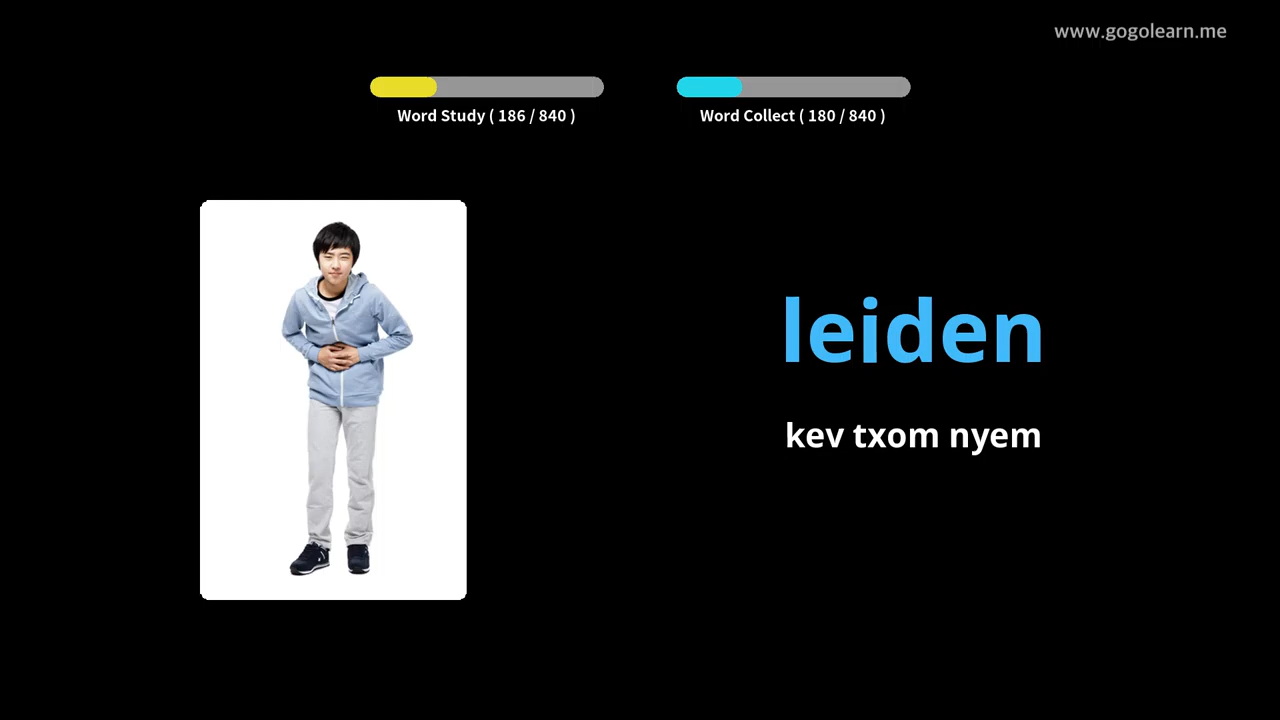 www.gogolearn.me
Word Study ( 186 / 840 )
Word Collect ( 180 / 840 )
leiden
kev txom nyem